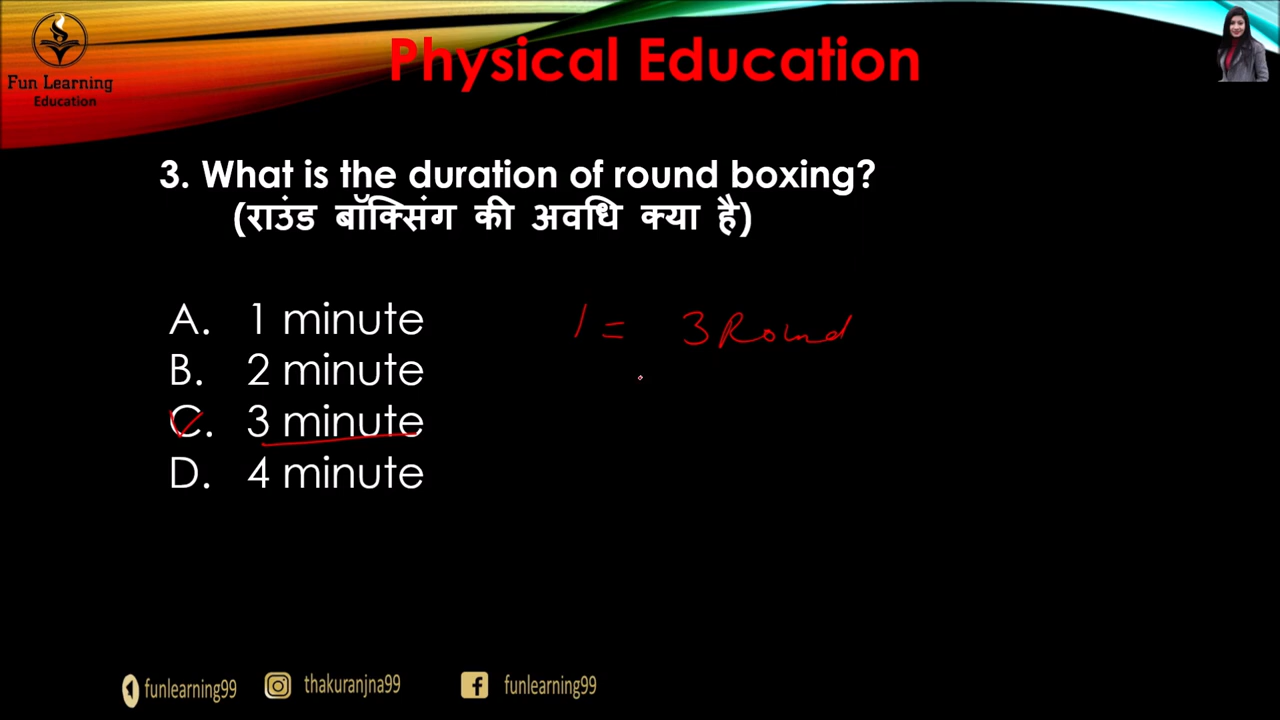 Physical Education
Fun Learning
Education
3. What is the duration of round boxing?
(राउंड बॉक्सिंग की अवधि क्या है)
A. 1 minute
B. 2 minute
C. 3 minute
D. 4 minute
1 = 3 Round
funlearning99 thakuranjna99 funlearning99